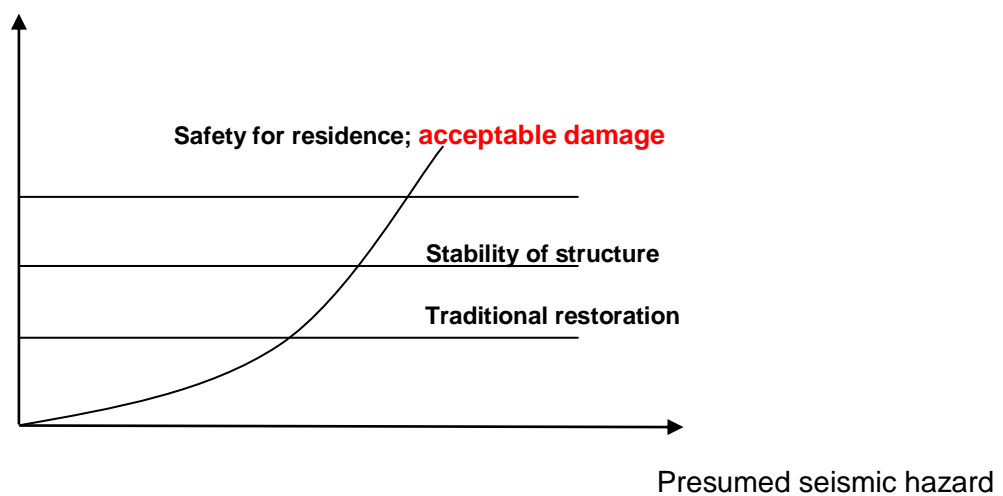 Safety for residence; acceptable damage
Stability of structure
Traditional restoration
Presumed seismic hazard